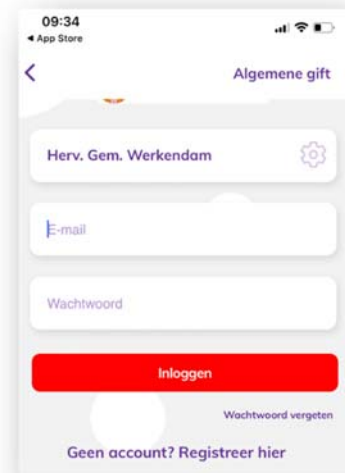 09:34
◀ App Store
Algemene gift
Herv. Gem. Werkendam
E-mail
Wachtwoord
Inloggen
Wachtwoord vergeten
Geen account? Registreer hier